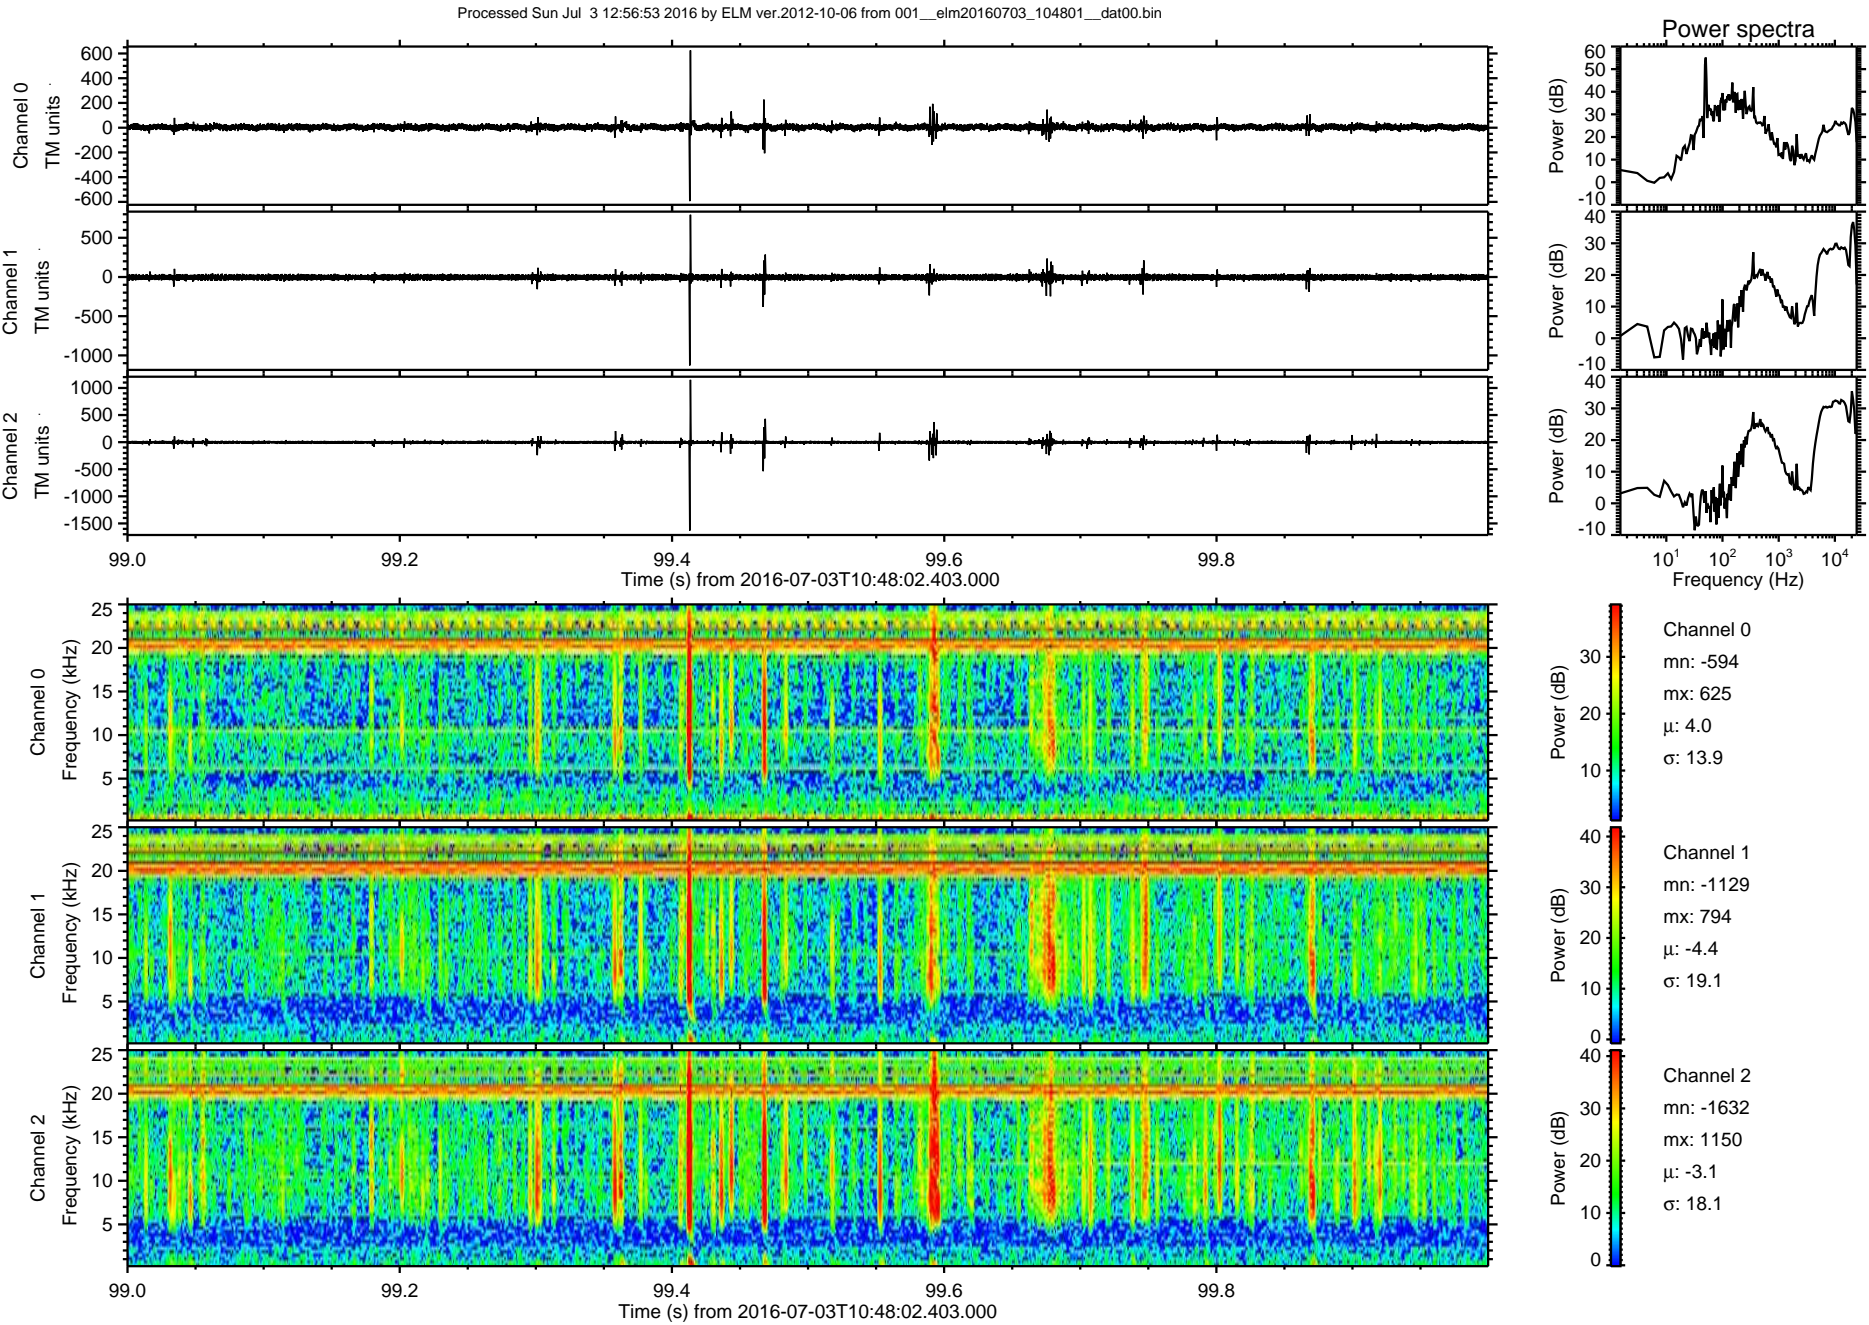 Processed Sun Jul  3 12:56:53 2016 by ELM ver.2012-10-06 from 001__elm20160703_104801__dat00.bin
Power spectra
Channel 0
TM units
600
400
200
0
-200
-400
-600
Power (dB)
60
50
40
30
20
10
0
-10
Channel 1
TM units
500
0
-500
-1000
Power (dB)
40
30
20
10
0
-10
Channel 2
TM units
1000
500
0
-500
-1000
-1500
Power (dB)
40
30
20
10
0
-10
99.0 99.2 99.4 99.6 99.8
Time (s) from 2016-07-03T10:48:02.403.000
10^1 10^2 10^3 10^4
Frequency (Hz)
Channel 0
Frequency (kHz)
25
20
15
10
5
Power (dB)
30
20
10
Channel 0
mn: -594
mx: 625
μ: 4.0
σ: 13.9
Channel 1
Frequency (kHz)
25
20
15
10
5
Power (dB)
40
30
20
10
0
Channel 1
mn: -1129
mx: 794
μ: -4.4
σ: 19.1
Channel 2
Frequency (kHz)
25
20
15
10
5
Power (dB)
40
30
20
10
0
Channel 2
mn: -1632
mx: 1150
μ: -3.1
σ: 18.1
99.0 99.2 99.4 99.6 99.8
Time (s) from 2016-07-03T10:48:02.403.000